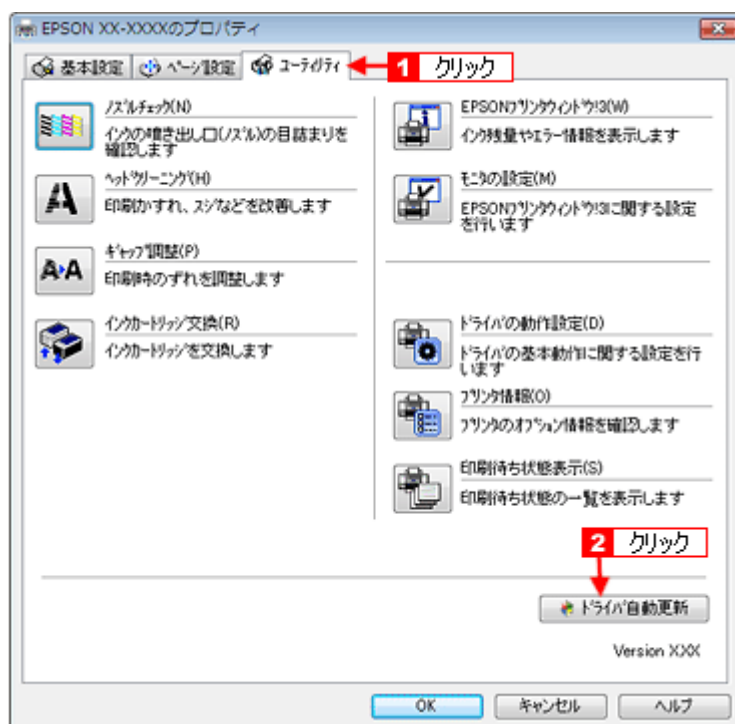 EPSON XX-XXXXのプロパティ
基本設定
ページ設定
ユーティリティ
1 クリック
ノズルチェック(N)
インクの噴き出し口(ノズル)の目詰まりを
確認します
ヘッドクリーニング(H)
印刷かすれ、スジなどを改善します
ギャップ調整(P)
印刷時のずれを調整します
インクカートリッジ交換(R)
インクカートリッジを交換します
EPSONプリンタウィンドウ!3(W)
インク残量やエラー情報を表示します
モニタの設定(M)
EPSONプリンタウィンドウ!3に関する設定
を行います
ドライバの動作設定(D)
ドライバの基本動作に関する設定を行
います
プリンタ情報(O)
プリンタのオプション情報を確認します
印刷待ち状態表示(S)
印刷待ち状態の一覧を表示します
2 クリック
ドライバ自動更新
Version X.XX
OK
キャンセル
ヘルプ